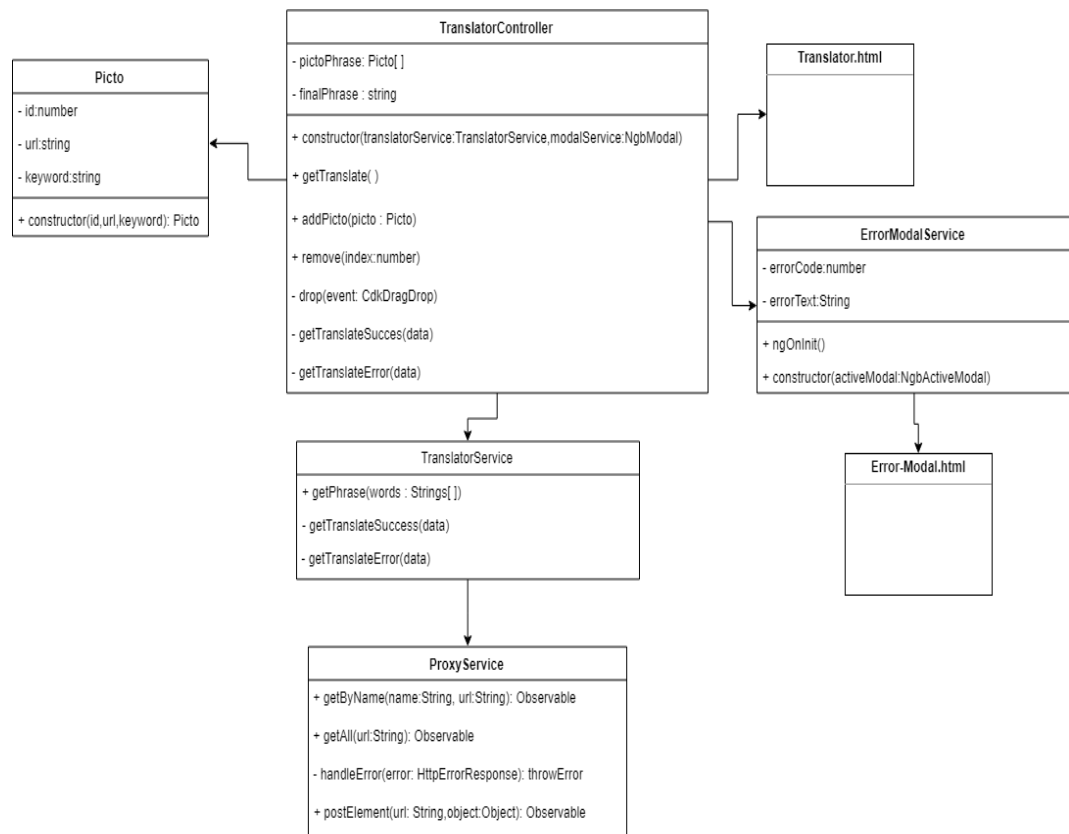 TranslatorController
- pictoPhrase: Picto[ ]
- finalPhrase : string
+ constructor(translatorService:TranslatorService,modalService:NgbModal)
+ getTranslate( )
+ addPicto(picto : Picto)
+ remove(index:number)
- drop(event: CdkDragDrop)
- getTranslateSucces(data)
- getTranslateError(data)
Picto
- id:number
- url:string
- keyword:string
+ constructor(id,url,keyword): Picto
Translator.html
ErrorModalService
- errorCode:number
- errorText:String
+ ngOnInit()
+ constructor(activeModal:NgbActiveModal)
Error-Modal.html
TranslatorService
+ getPhrase(words : Strings[ ])
- getTranslateSuccess(data)
- getTranslateError(data)
ProxyService
+ getByName(name:String, url:String): Observable
+ getAll(url:String): Observable
- handleError(error: HttpErrorResponse): throwError
+ postElement(url: String,object:Object): Observable